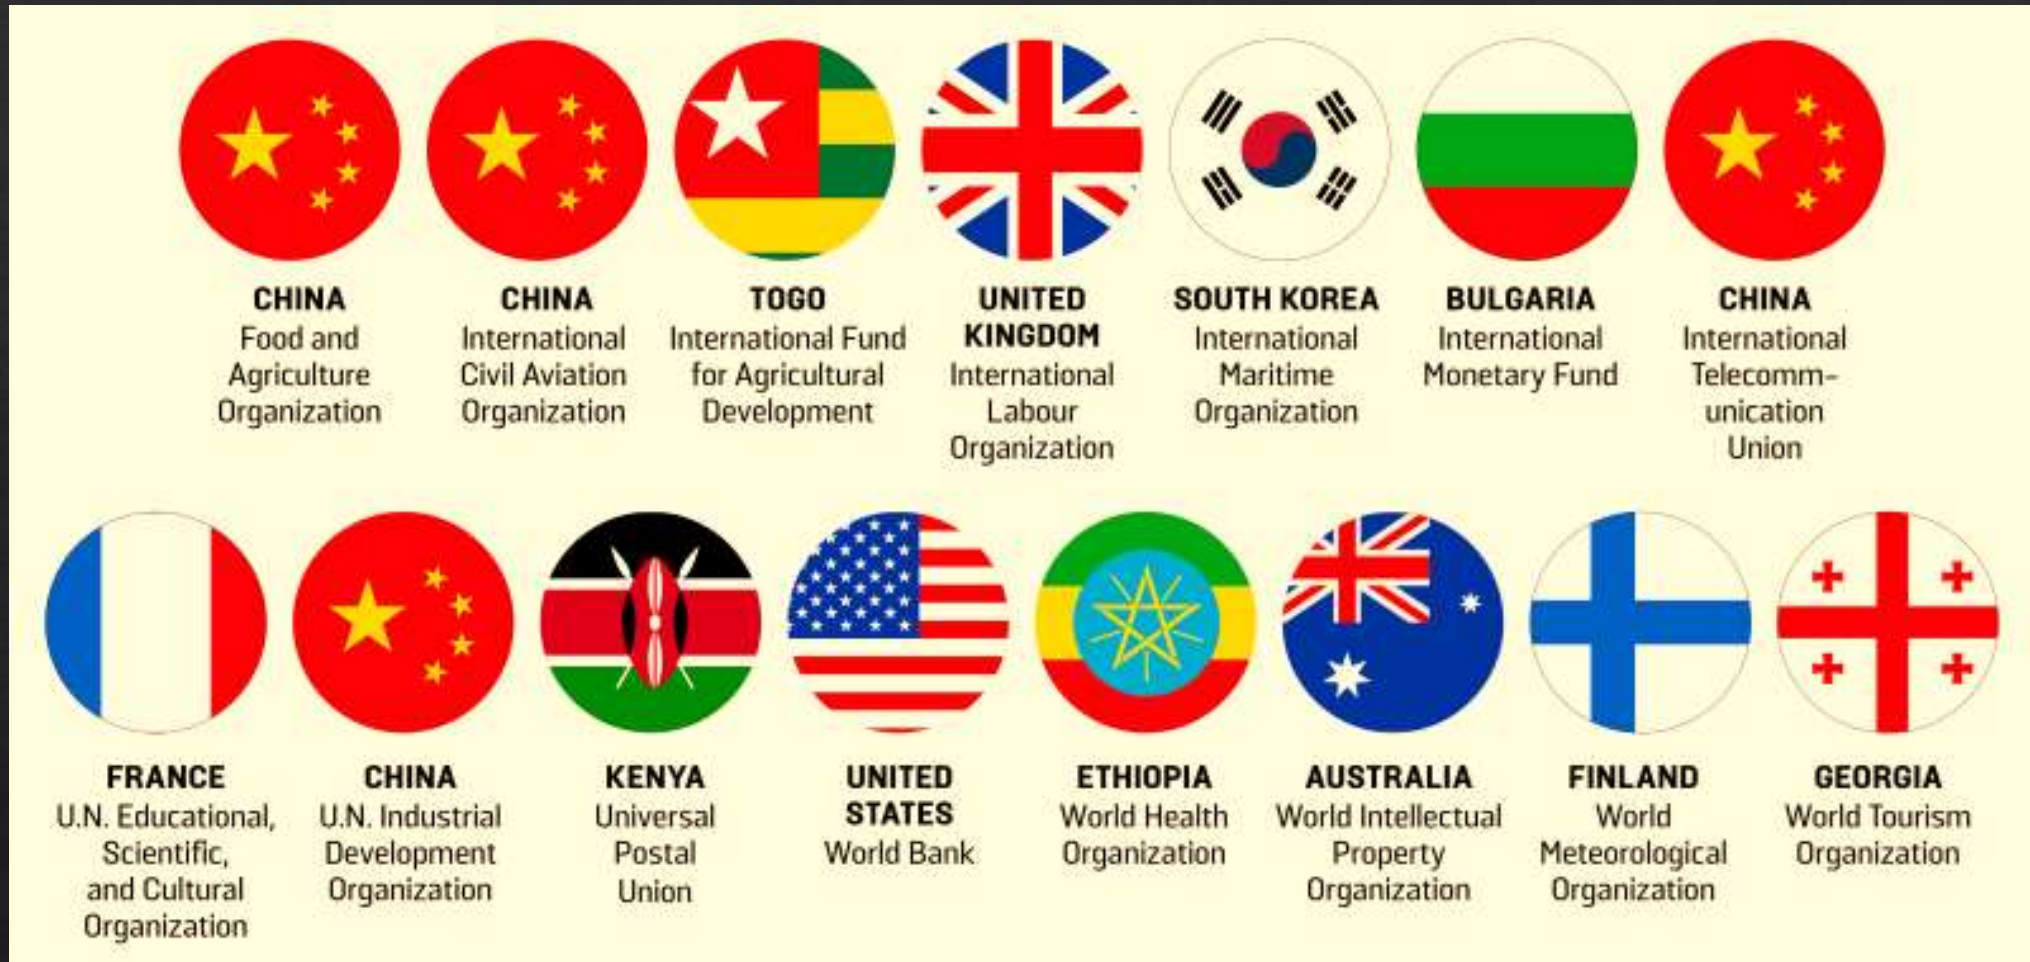 CHINA
Food and
Agriculture
Organization
CHINA
International
Civil Aviation
Organization
TOGO
International Fund
for Agricultural
Development
UNITED
KINGDOM
International
Labour
Organization
SOUTH KOREA
International
Maritime
Organization
BULGARIA
International
Monetary Fund
CHINA
International
Telecomm-
unication
Union
FRANCE
U.N. Educational,
Scientific,
and Cultural
Organization
CHINA
U.N. Industrial
Development
Organization
KENYA
Universal
Postal
Union
UNITED
STATES
World Bank
ETHIOPIA
World Health
Organization
AUSTRALIA
World Intellectual
Property
Organization
FINLAND
World
Meteorological
Organization
GEORGIA
World Tourism
Organization